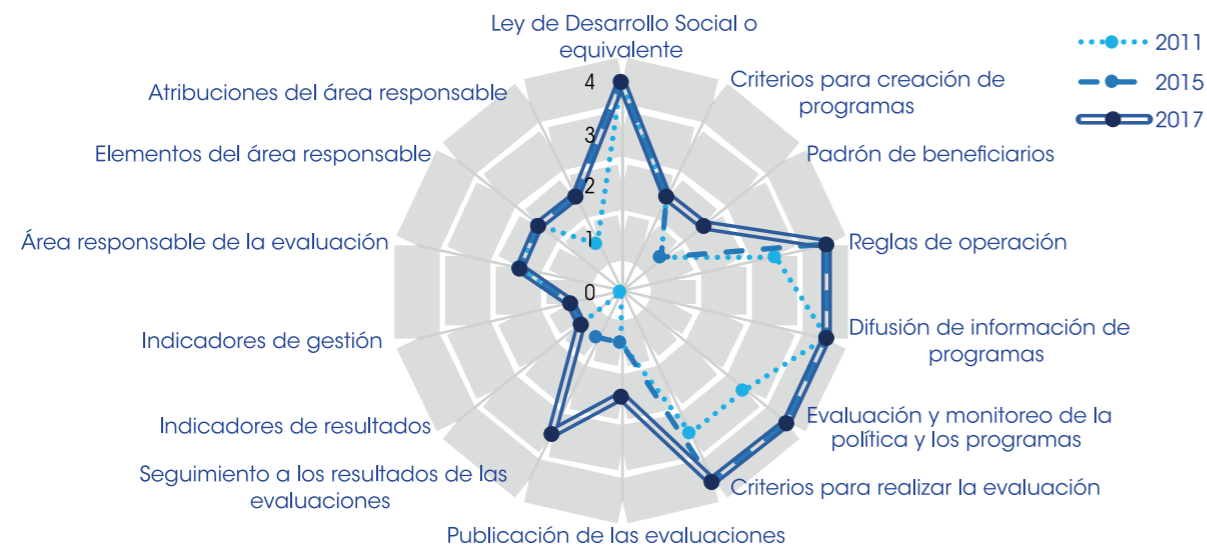 Ley de Desarrollo Social o
equivalente
2011
2015
2017
Criterios para creación de
programas
Padrón de beneficiarios
Reglas de operación
Difusión de información de
programas
Evaluación y monitoreo de la
política y los programas
Criterios para realizar la evaluación
Publicación de las evaluaciones
Seguimiento a los resultados de las
evaluaciones
Indicadores de resultados
Indicadores de gestión
Área responsable de la evaluación
Elementos del área responsable
Atribuciones del área responsable
4
3
2
1
0